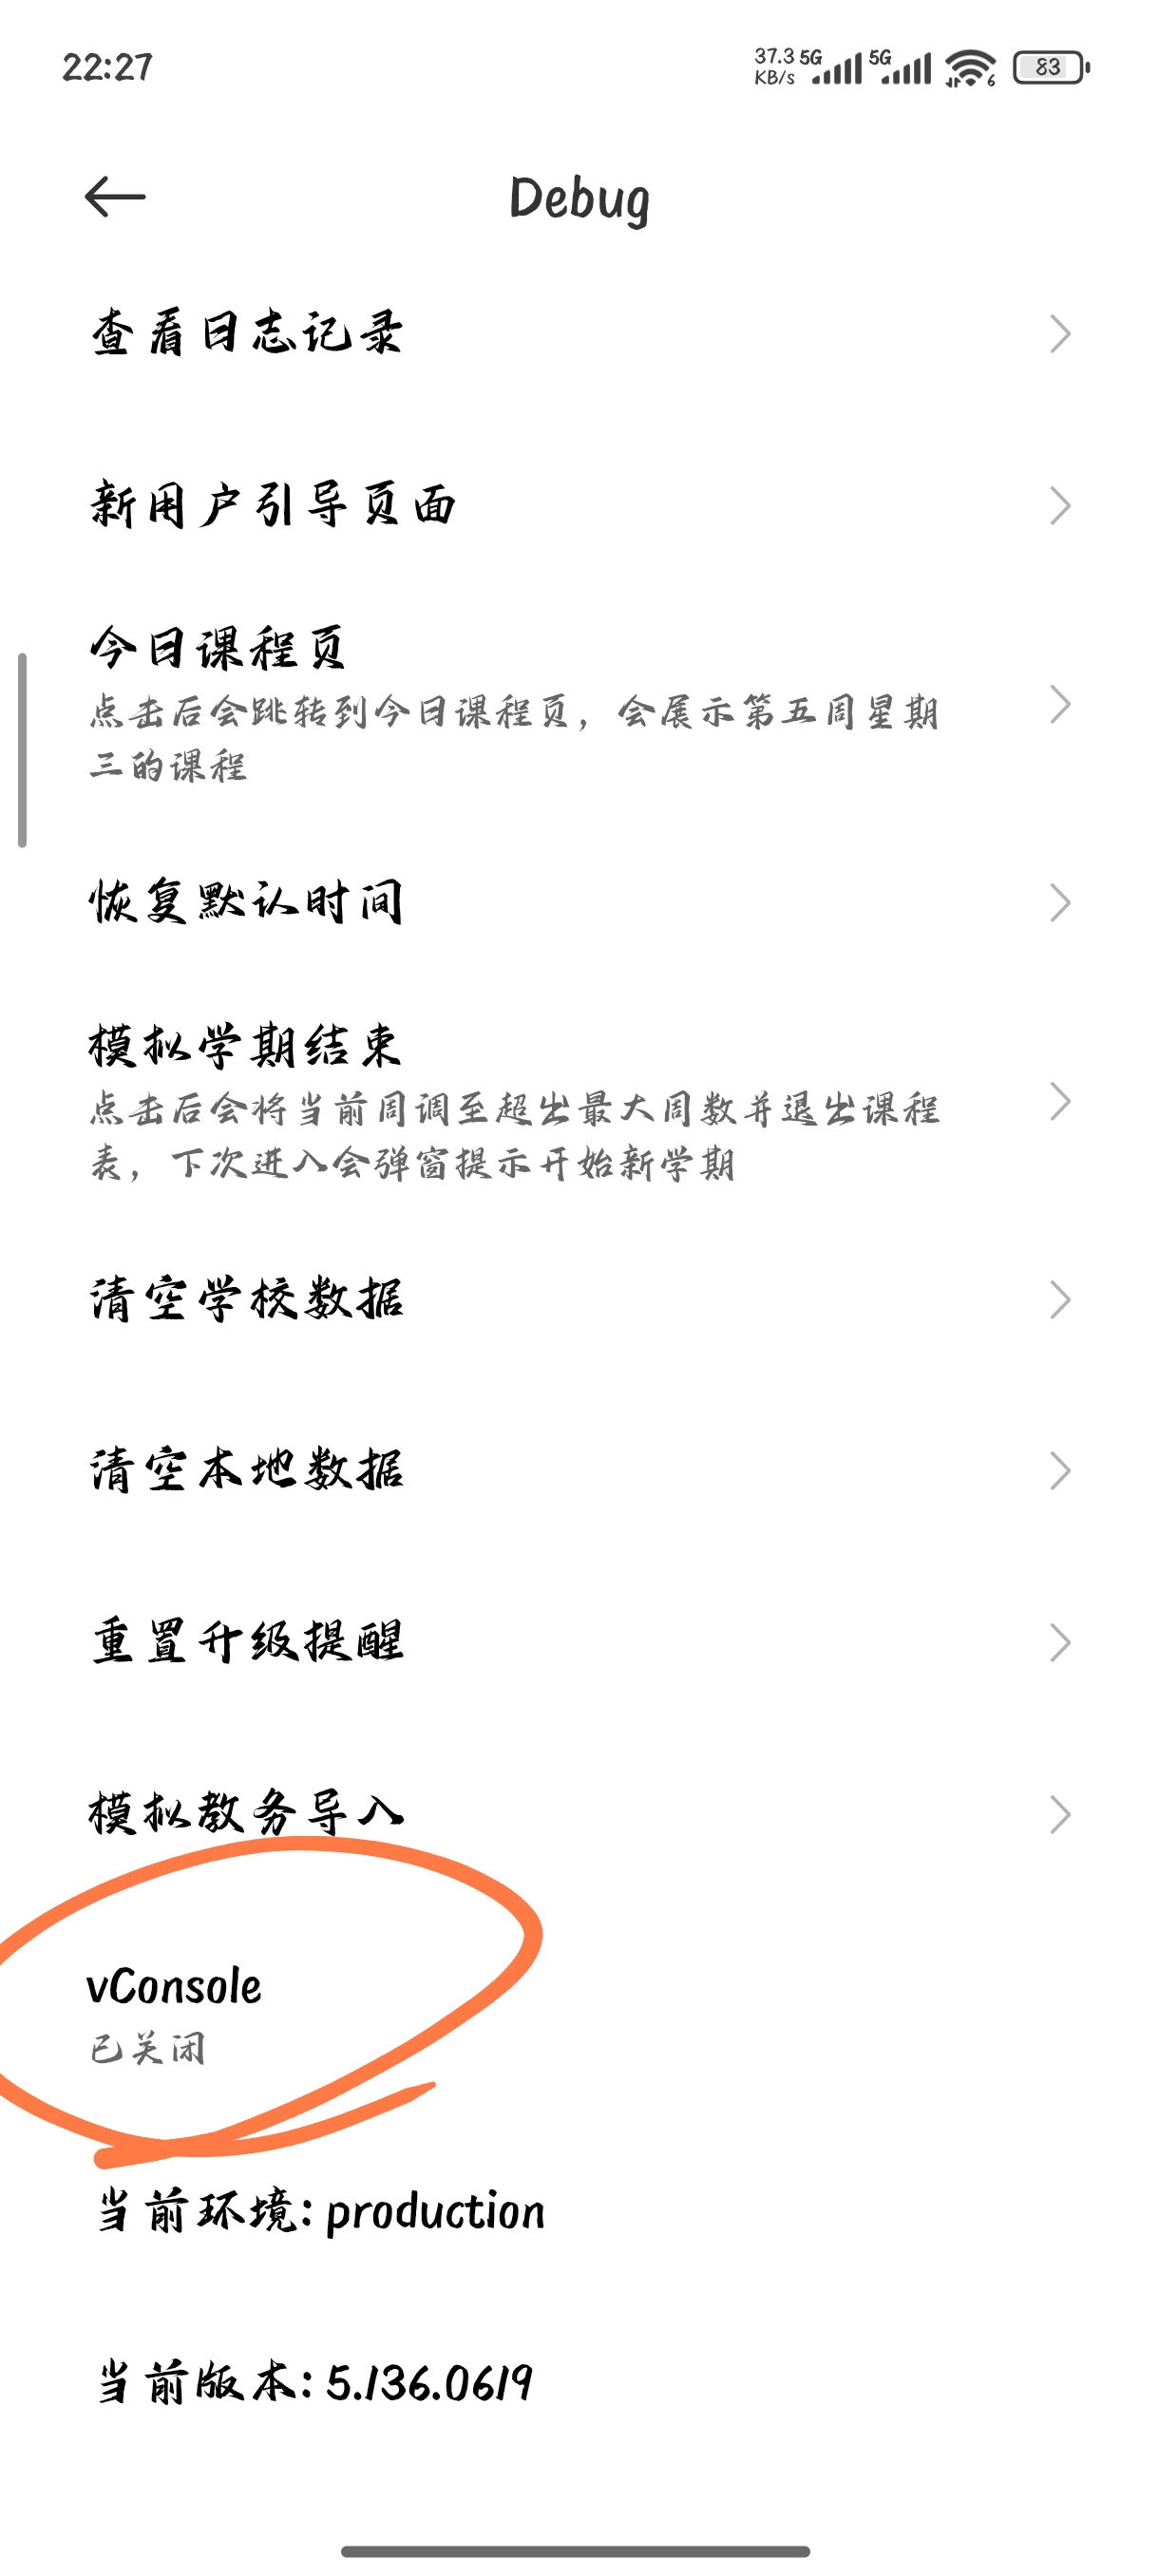 22:27
37.3 KB/s 5G 5G 6 83
Debug
查看日志记录
新用户引导页面
今日课程页
点击后会跳转到今日课程页，会展示第五周星期
三的课程
恢复默认时间
模拟学期结束
点击后会将当前周调至超出最大周数并退出课程
表，下次进入会弹窗提示开始新学期
清空学校数据
清空本地数据
重置升级提醒
模拟教务导入
vConsole
已关闭
当前环境: production
当前版本: 5.136.0619